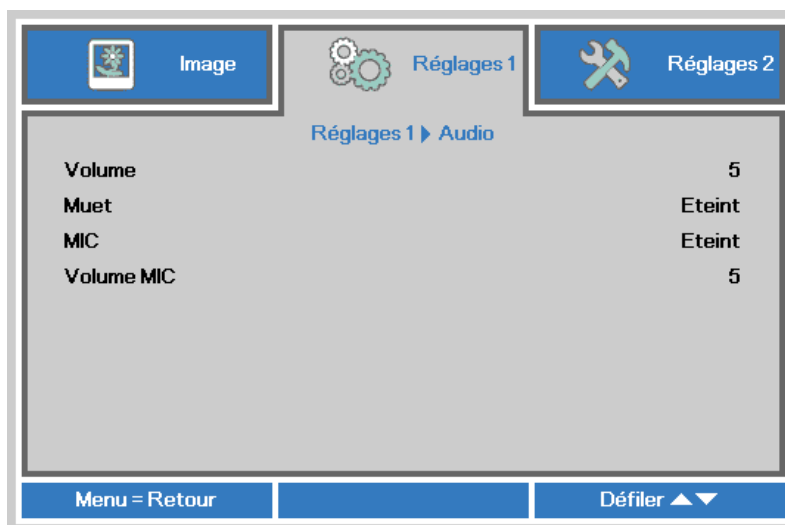 Image
Réglages 1
Réglages 2
Réglages 1 Audio
Volume 5
Muet Eteint
MIC Eteint
Volume MIC 5
Menu = Retour
Défiler